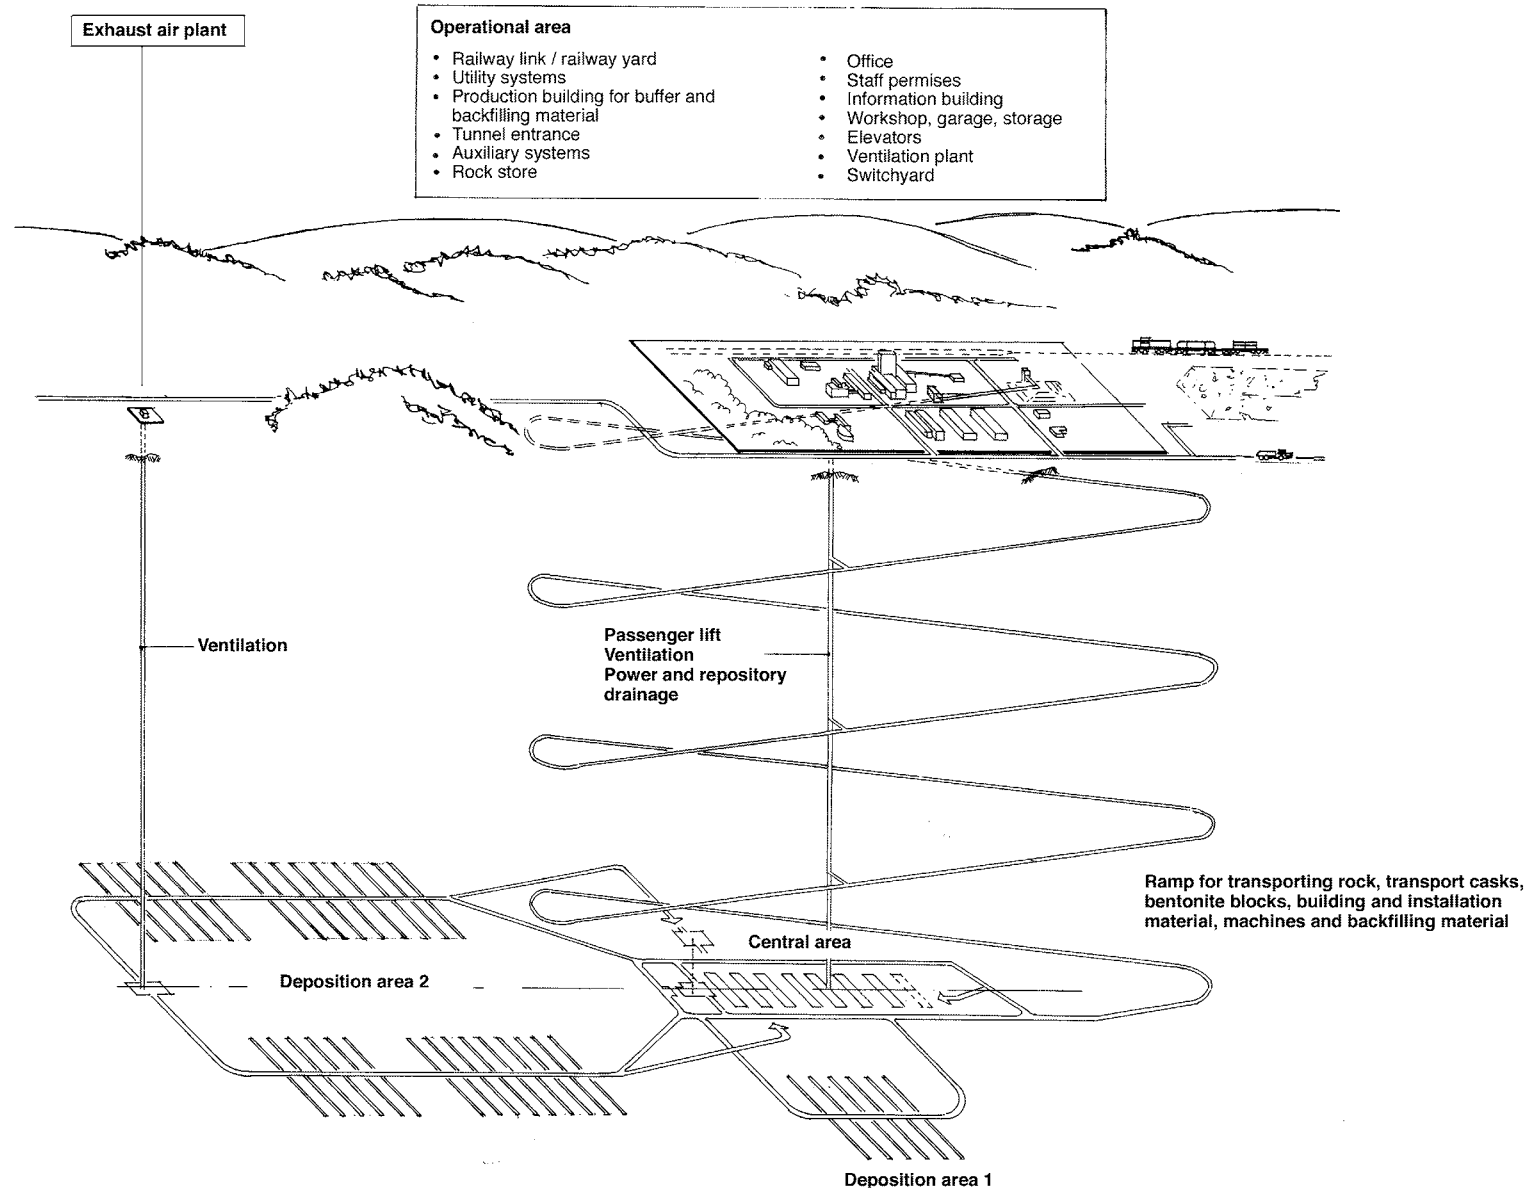 Exhaust air plant
Operational area
• Railway link / railway yard
• Utility systems
• Production building for buffer and
backfilling material
• Tunnel entrance
• Auxiliary systems
• Rock store
• Office
• Staff permises
• Information building
• Workshop, garage, storage
• Elevators
• Ventilation plant
• Switchyard
Ventilation
Passenger lift
Ventilation
Power and repository
drainage
Ramp for transporting rock, transport casks,
bentonite blocks, building and installation
material, machines and backfilling material
Central area
Deposition area 2
Deposition area 1